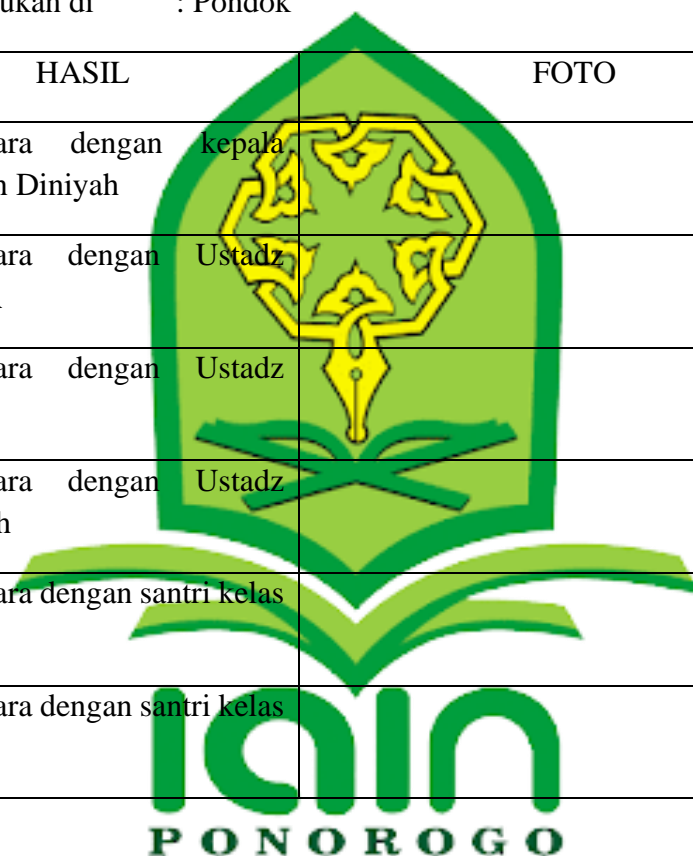 ukan di : Pondok
HASIL FOTO
ara dengan kepala
n Diniyah
ara dengan Ustadz
ara dengan Ustadz
ara dengan Ustadz
h
ara dengan santri kelas
ara dengan santri kelas
iain
PONOROGO